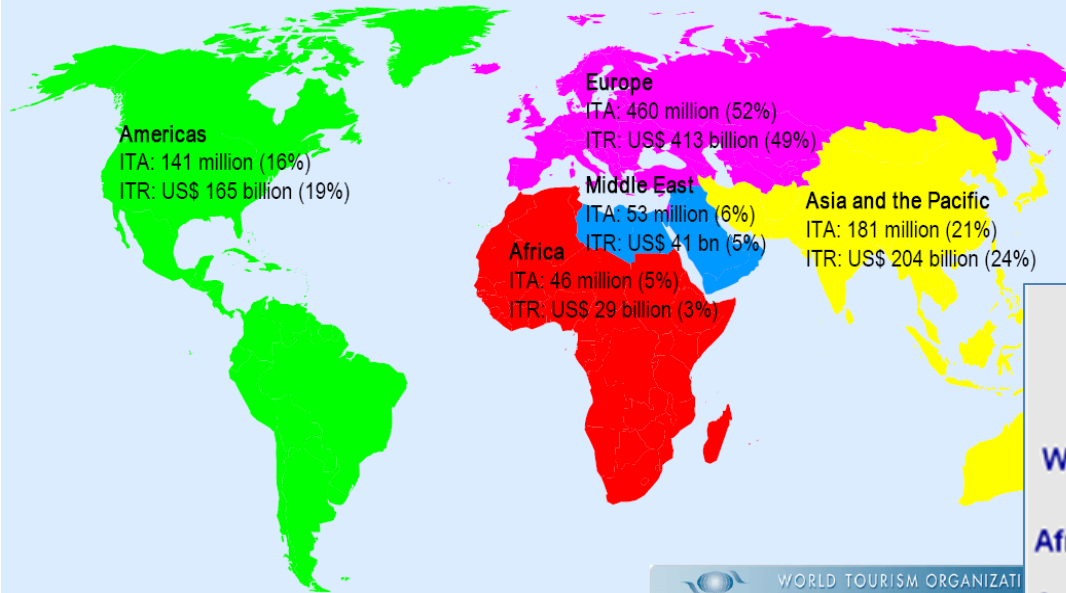 Americas
ITA: 141 million (16%)
ITR: US$ 165 billion (19%)
Europe
ITA: 460 million (52%)
ITR: US$ 413 billion (49%)
Middle East
ITA: 53 million (6%)
ITR: US$ 41 bn (5%)
Africa
ITA: 46 million (5%)
ITR: US$ 29 billion (3%)
Asia and the Pacific
ITA: 181 million (21%)
ITR: US$ 204 billion (24%)
W
Afr
WORLD TOURISM ORGANIZATI